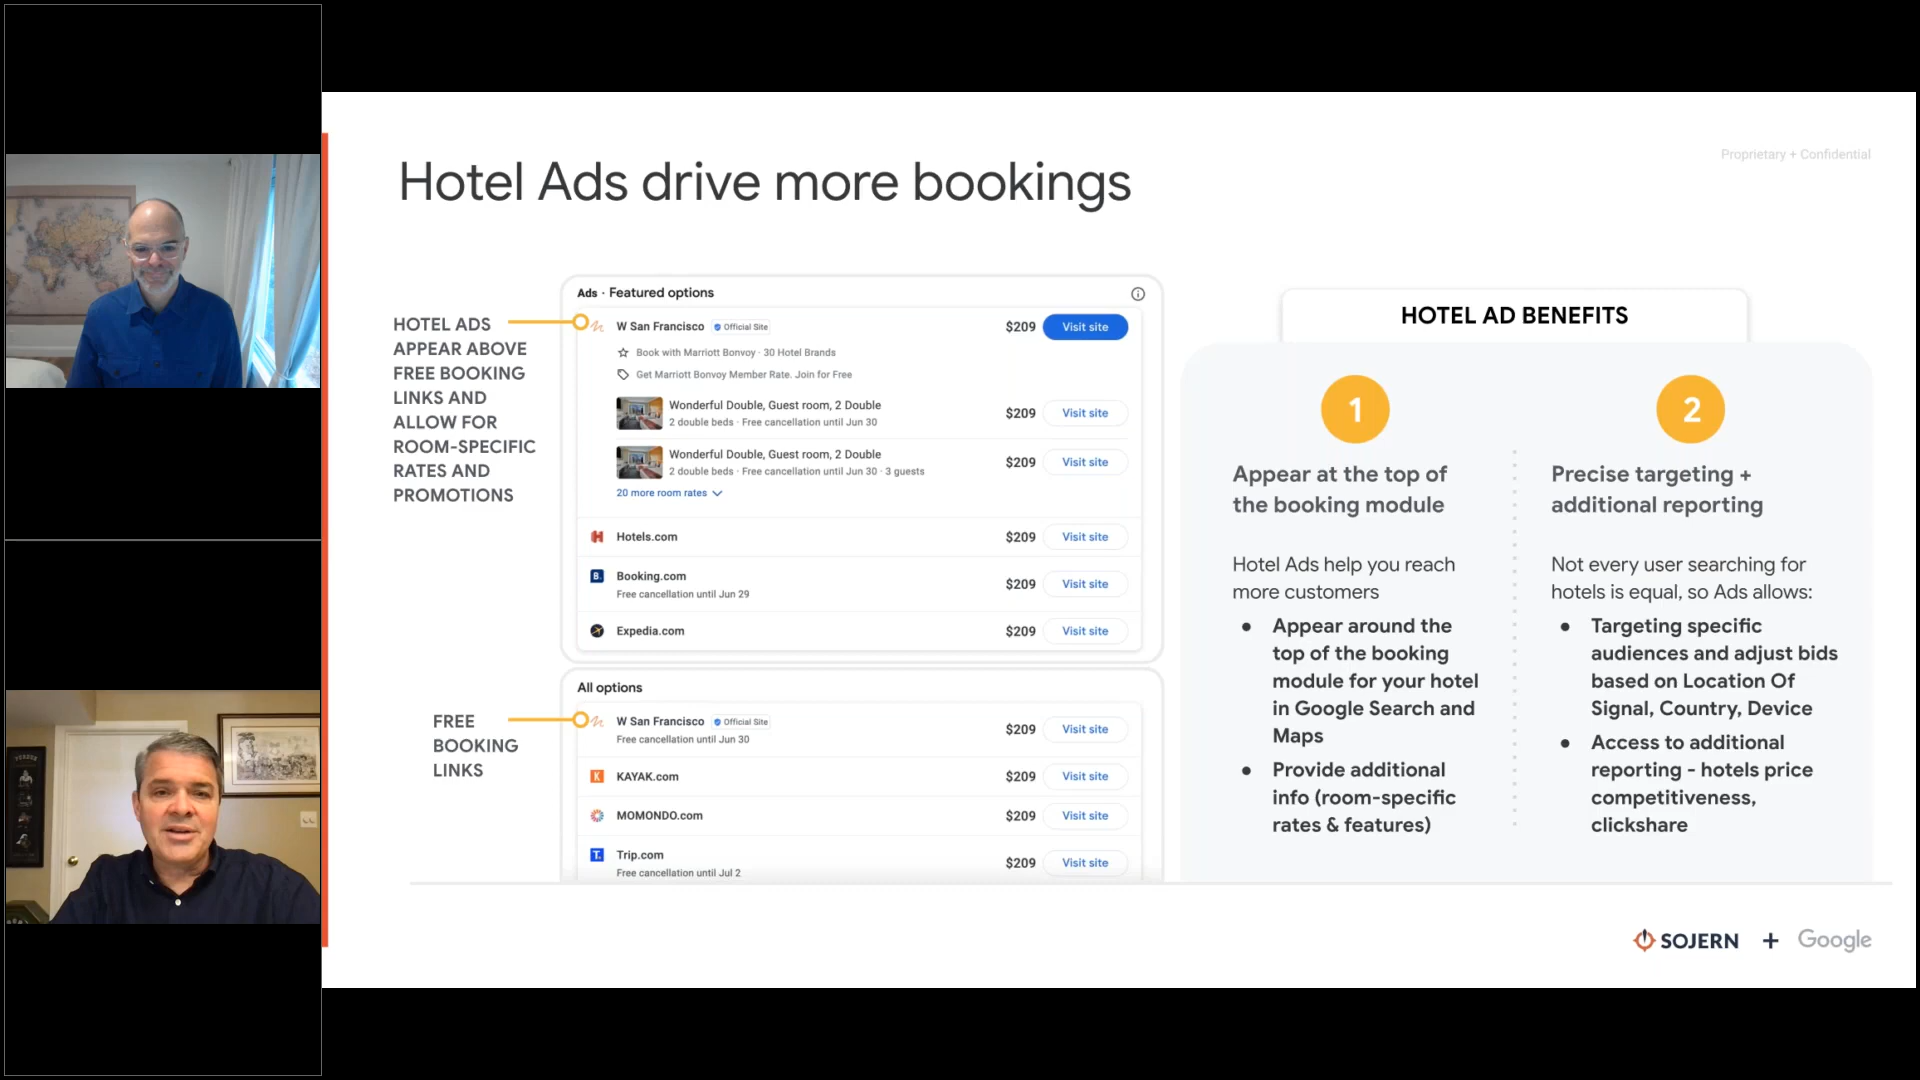 Hotel Ads drive more bookings
Proprietary + Confidential
HOTEL ADS
APPEAR ABOVE
FREE BOOKING
LINKS AND
ALLOW FOR
ROOM-SPECIFIC
RATES AND
PROMOTIONS
Ads · Featured options
W San Francisco Official Site $209 Visit site
Book with Marriott Bonvoy · 30 Hotel Brands
Get Marriott Bonvoy Member Rate. Join for Free
Wonderful Double, Guest room, 2 Double
2 double beds · Free cancellation until Jun 30
$209 Visit site
Wonderful Double, Guest room, 2 Double
2 double beds · Free cancellation until Jun 30 · 3 guests
$209 Visit site
20 more room rates
Hotels.com $209 Visit site
Booking.com
Free cancellation until Jun 29
$209 Visit site
Expedia.com $209 Visit site
FREE
BOOKING
LINKS
All options
W San Francisco Official Site
Free cancellation until Jun 30
$209 Visit site
KAYAK.com $209 Visit site
MOMONDO.com $209 Visit site
Trip.com
Free cancellation until Jul 2
$209 Visit site
HOTEL AD BENEFITS
1
Appear at the top of
the booking module
Hotel Ads help you reach
more customers
● Appear around the
top of the booking
module for your hotel
in Google Search and
Maps
● Provide additional
info (room-specific
rates & features)
2
Precise targeting +
additional reporting
Not every user searching for
hotels is equal, so Ads allows:
● Targeting specific
audiences and adjust bids
based on Location Of
Signal, Country, Device
● Access to additional
reporting - hotels price
competitiveness,
clickshare
SOJERN + Google